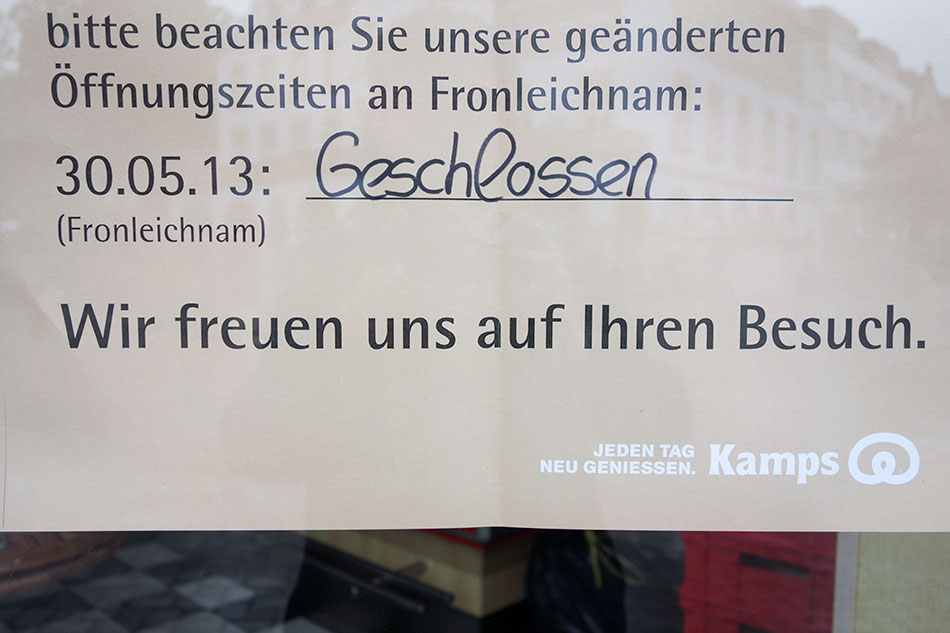 bitte beachten Sie unsere geänderten
Öffnungszeiten an Fronleichnam:
30.05.13: Geschlossen
(Fronleichnam)
Wir freuen uns auf Ihren Besuch.
JEDEN TAG
NEU GENIESSEN. Kamps